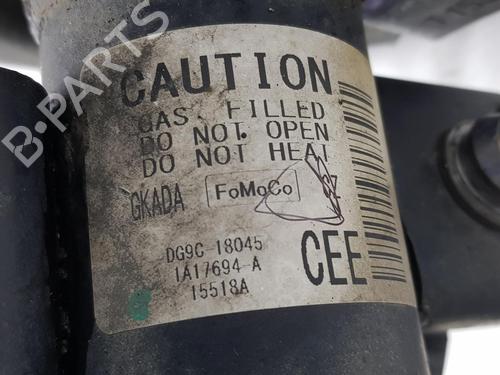 B-PARTS
CAUTION
GAS FILLED
DO NOT OPEN
DO NOT HEAT
GKADA FoMoCo
DG9C-18045
1A17694-A
15518A
CEE